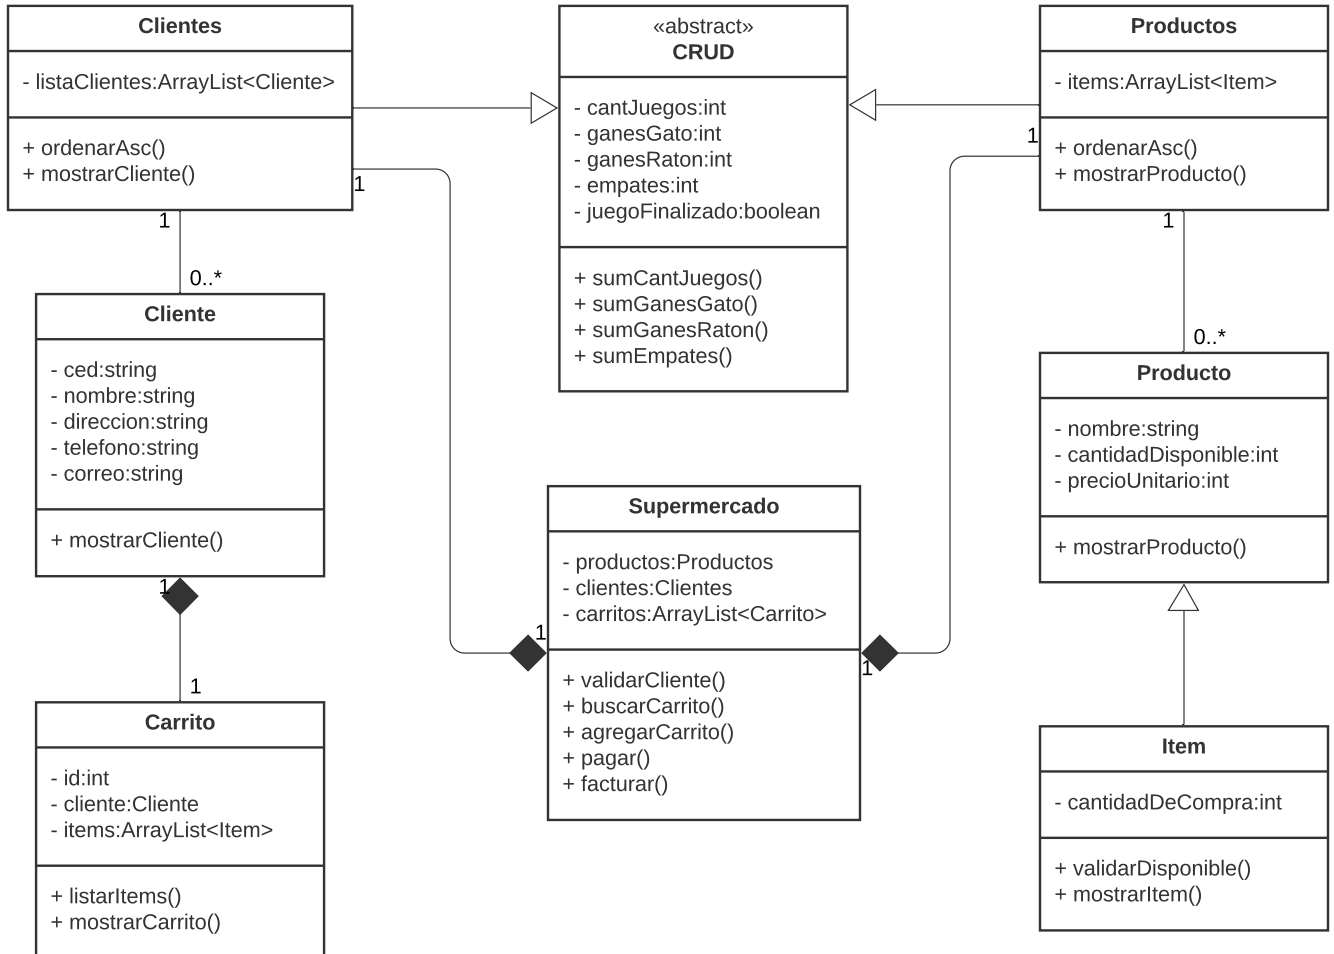 Clientes
- listaClientes:ArrayList<Cliente>
+ ordenarAsc()
+ mostrarCliente()
1
1
0..*
«abstract»
CRUD
- cantJuegos:int
- ganesGato:int
- ganesRaton:int
- empates:int
- juegoFinalizado:boolean
+ sumCantJuegos()
+ sumGanesGato()
+ sumGanesRaton()
+ sumEmpates()
Productos
- items:ArrayList<Item>
+ ordenarAsc()
+ mostrarProducto()
1
1
0..*
Cliente
- ced:string
- nombre:string
- direccion:string
- telefono:string
- correo:string
+ mostrarCliente()
1
1
Supermercado
- productos:Productos
- clientes:Clientes
- carritos:ArrayList<Carrito>
+ validarCliente()
+ buscarCarrito()
+ agregarCarrito()
+ pagar()
+ facturar()
1
1
Producto
- nombre:string
- cantidadDisponible:int
- precioUnitario:int
+ mostrarProducto()
Carrito
- id:int
- cliente:Cliente
- items:ArrayList<Item>
+ listarItems()
+ mostrarCarrito()
Item
- cantidadDeCompra:int
+ validarDisponible()
+ mostrarItem()